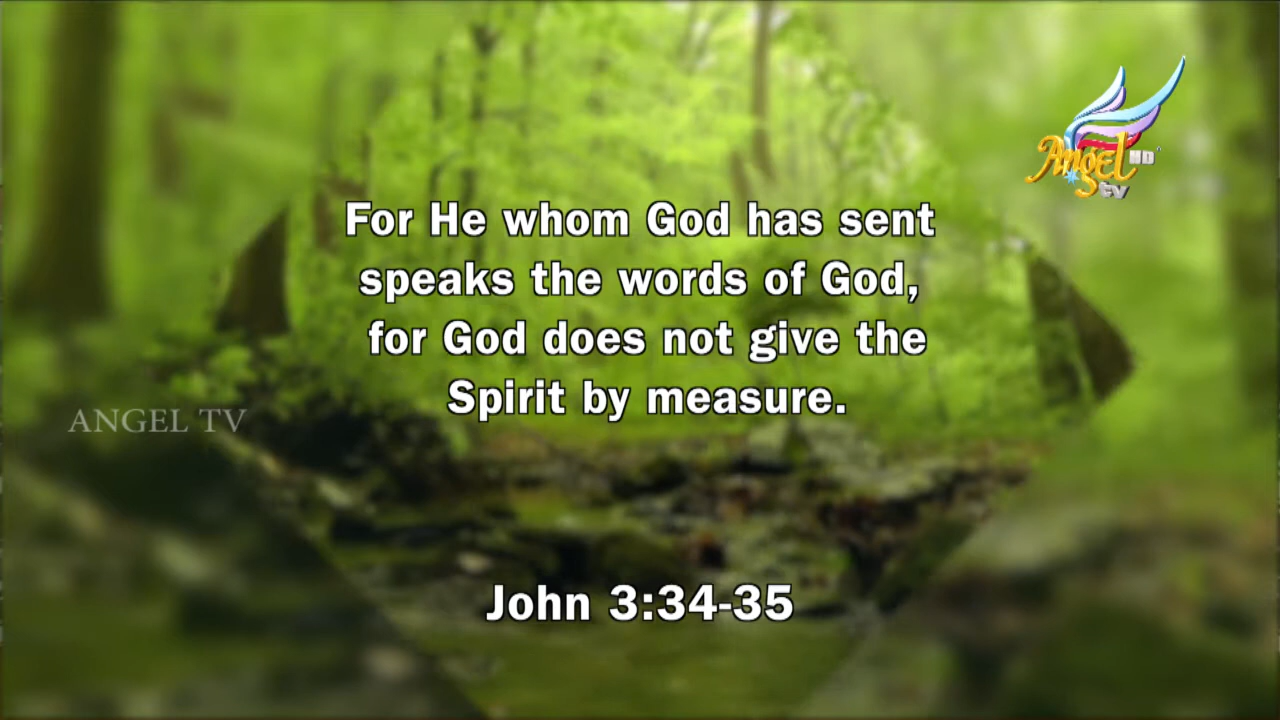 Angel HD
tv
For He whom God has sent
speaks the words of God,
for God does not give the
Spirit by measure.
ANGEL TV
John 3:34-35